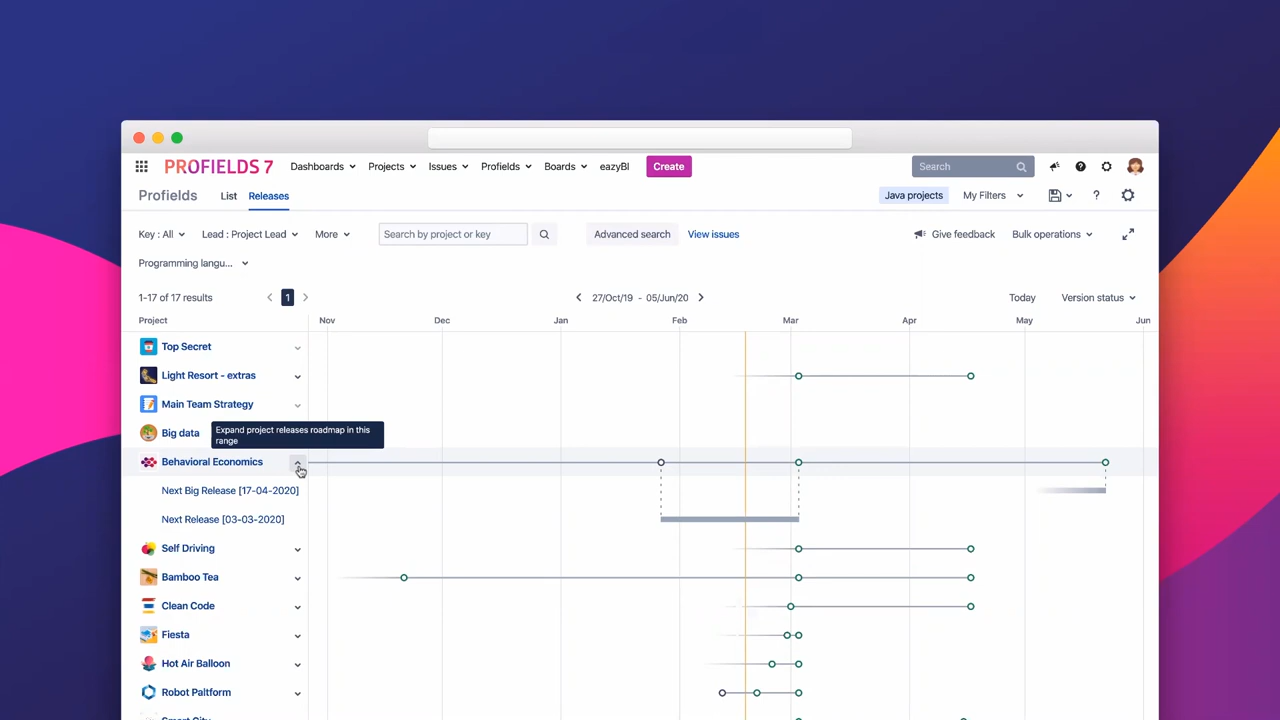 PROFIELDS 7 Dashboards Projects Issues Profields Boards eazyBI Create Search
Profields List Releases Java projects My Filters
Key : All Lead : Project Lead More Search by project or key Advanced search View issues Give feedback Bulk operations
Programming langu...
1-17 of 17 results 1 27/Oct/19 - 05/Jun/20 Today Version status
Project Nov Dec Jan Feb Mar Apr May Jun
Top Secret
Light Resort - extras
Main Team Strategy
Big data
Expand project releases roadmap in this
range
Behavioral Economics
Next Big Release [17-04-2020]
Next Release [03-03-2020]
Self Driving
Bamboo Tea
Clean Code
Fiesta
Hot Air Balloon
Robot Paltform
Smart City